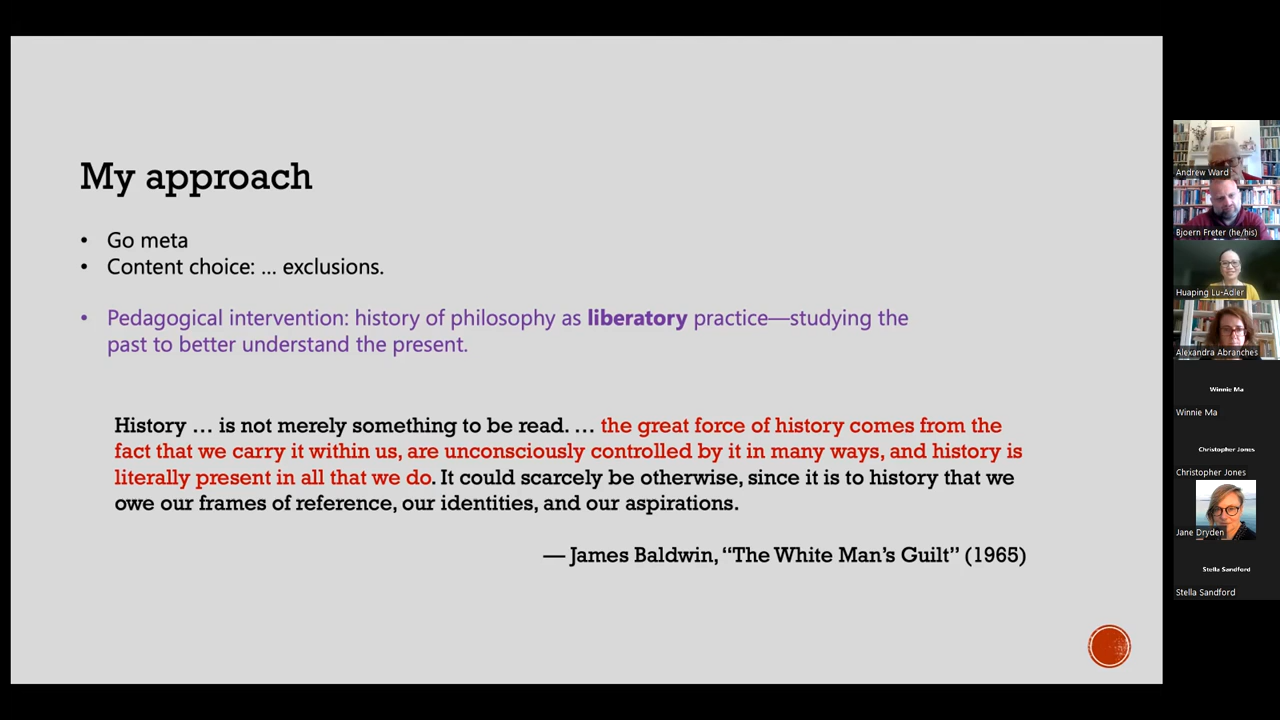 My approach
• Go meta
• Content choice: ... exclusions.
• Pedagogical intervention: history of philosophy as liberatory practice—studying the
past to better understand the present.
History … is not merely something to be read. … the great force of history comes from the
fact that we carry it within us, are unconsciously controlled by it in many ways, and history is
literally present in all that we do. It could scarcely be otherwise, since it is to history that we
owe our frames of reference, our identities, and our aspirations.
— James Baldwin, “The White Man’s Guilt” (1965)
Andrew Ward
Bjoern Freter (he/his)
Huaping Lu-Adler
Alexandra Abranches
Winnie Ma
Winnie Ma
Christopher Jones
Christopher Jones
Jane Dryden
Stella Sandford
Stella Sandford